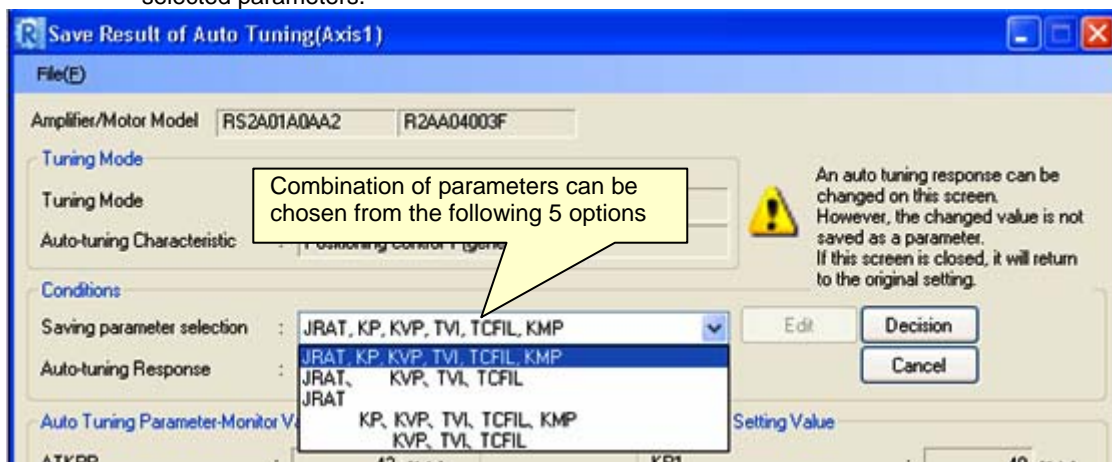 selected parameters.
Save Result of Auto Tuning(Axis1)
File(F)
Amplifier/Motor Model RS2A01A0AA2 R2AA04003F
Tuning Mode
Tuning Mode
Combination of parameters can be
chosen from the following 5 options
Auto-tuning Characteristic :
An auto tuning response can be
changed on this screen.
However, the changed value is not
saved as a parameter.
If this screen is closed, it will return
to the original setting.
Conditions
Saving parameter selection : JRAT, KP, KVP, TVI, TCFIL, KMP Edit Decision
Auto-tuning Response : Cancel
JRAT, KP, KVP, TVI, TCFIL, KMP
JRAT、 KVP、TVI、TCFIL
JRAT
KP、KVP、TVI、TCFIL、KMP
KVP、TVI、TCFIL
Auto Tuning Parameter-Monitor Setting Value